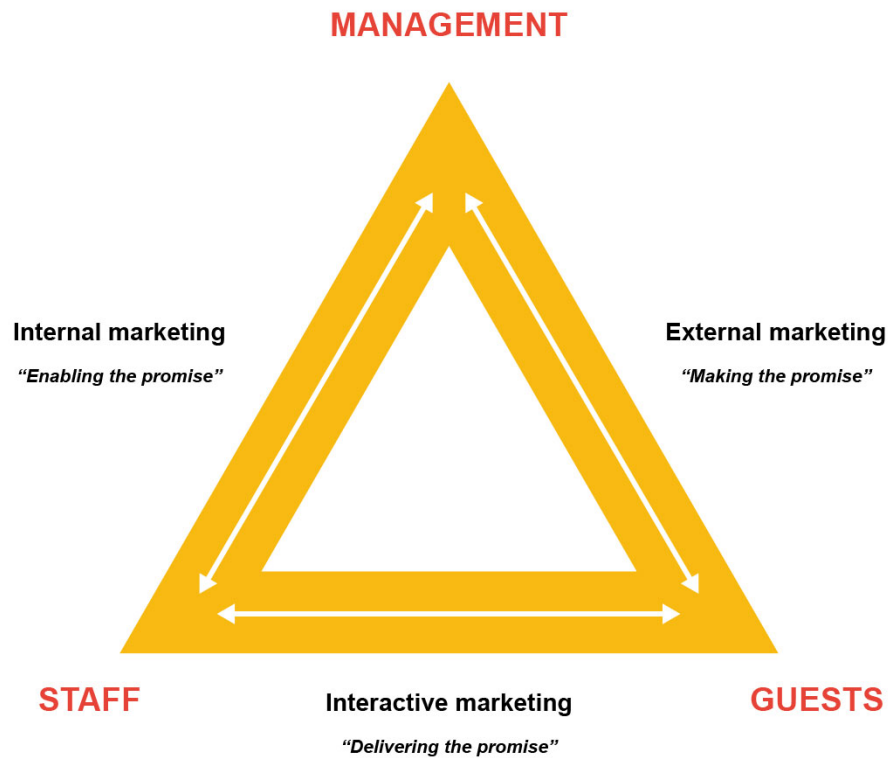 MANAGEMENT
Internal marketing
“Enabling the promise”
External marketing
“Making the promise”
STAFF
Interactive marketing
“Delivering the promise”
GUESTS